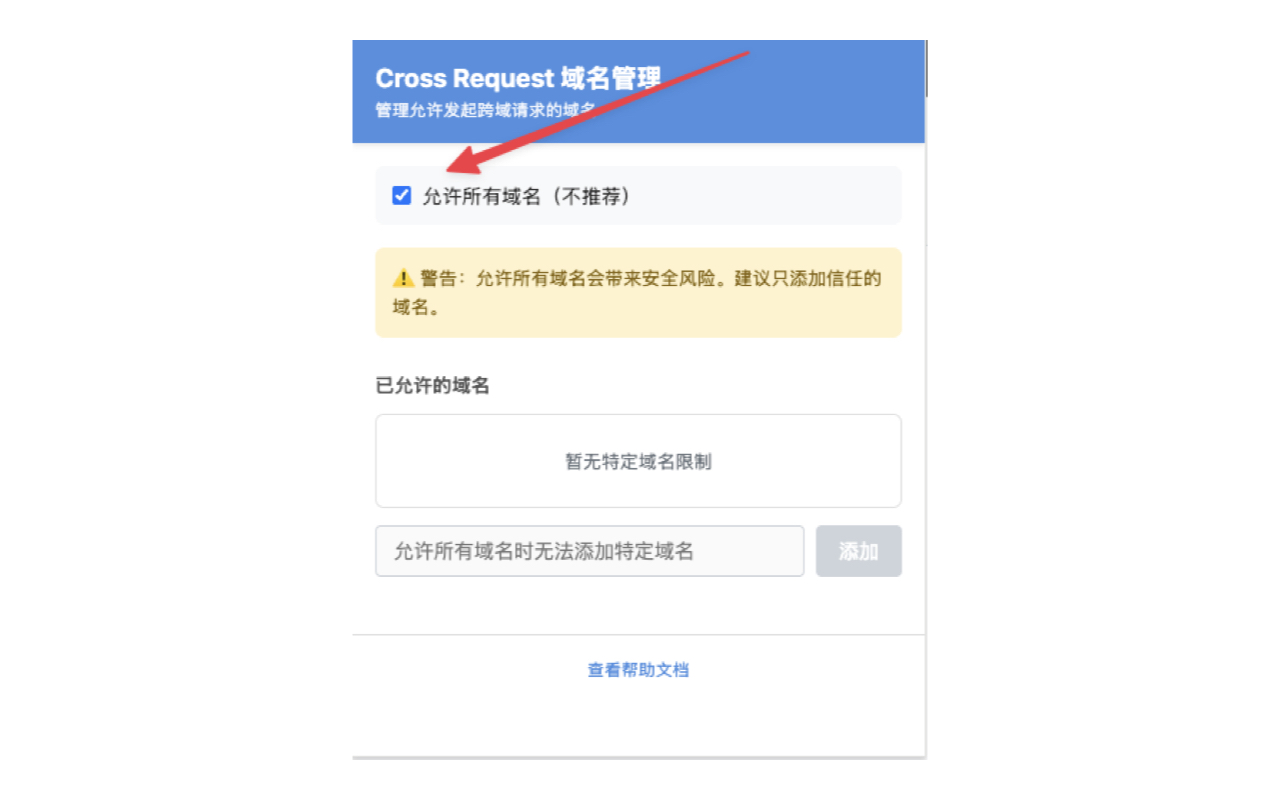 Cross Request 域名管理
管理允许发起跨域请求的域名
允许所有域名（不推荐）
警告：允许所有域名会带来安全风险。建议只添加信任的
域名。
已允许的域名
暂无特定域名限制
允许所有域名时无法添加特定域名
添加
查看帮助文档